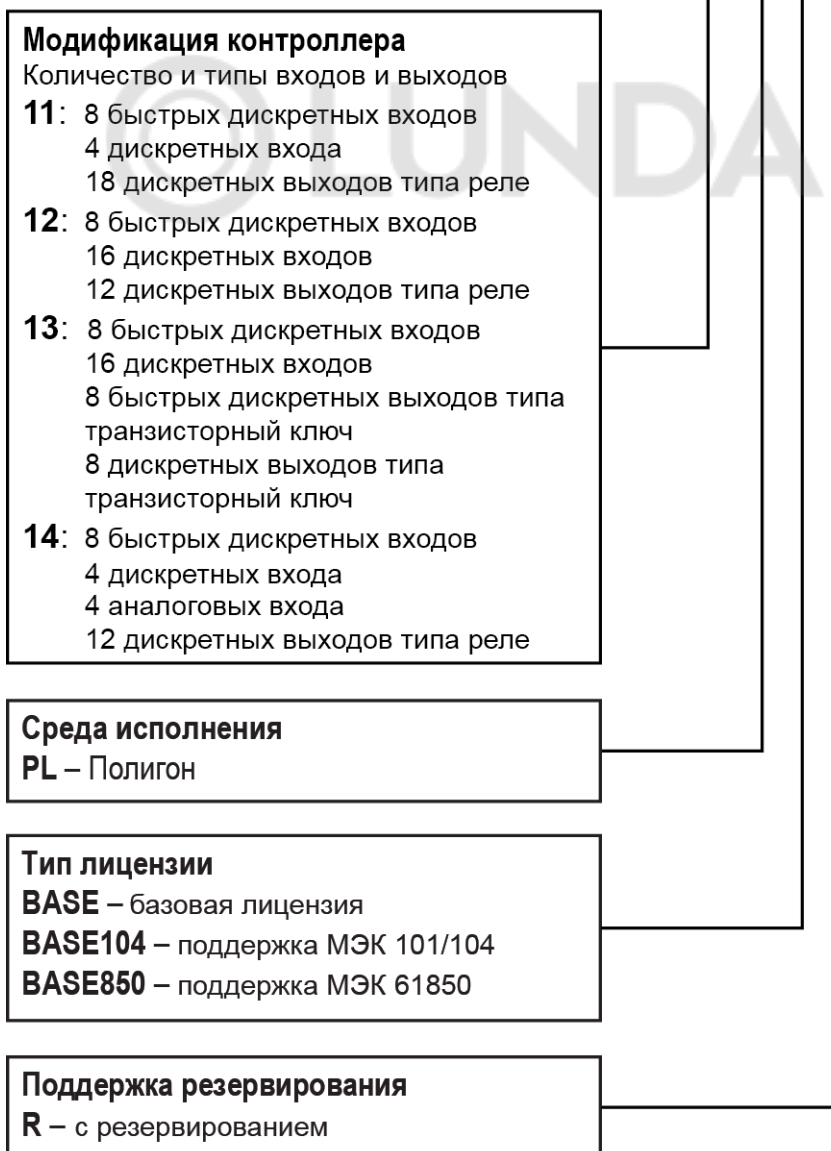 LUNDA
Модификация контроллера
Количество и типы входов и выходов
11: 8 быстрых дискретных входов
4 дискретных входа
18 дискретных выходов типа реле
12: 8 быстрых дискретных входов
16 дискретных входов
12 дискретных выходов типа реле
13: 8 быстрых дискретных входов
16 дискретных входов
8 быстрых дискретных выходов типа
транзисторный ключ
8 дискретных выходов типа
транзисторный ключ
14: 8 быстрых дискретных входов
4 дискретных входа
4 аналоговых входа
12 дискретных выходов типа реле
Среда исполнения
PL – Полигон
Тип лицензии
BASE – базовая лицензия
BASE104 – поддержка МЭК 101/104
BASE850 – поддержка МЭК 61850
Поддержка резервирования
R – с резервированием